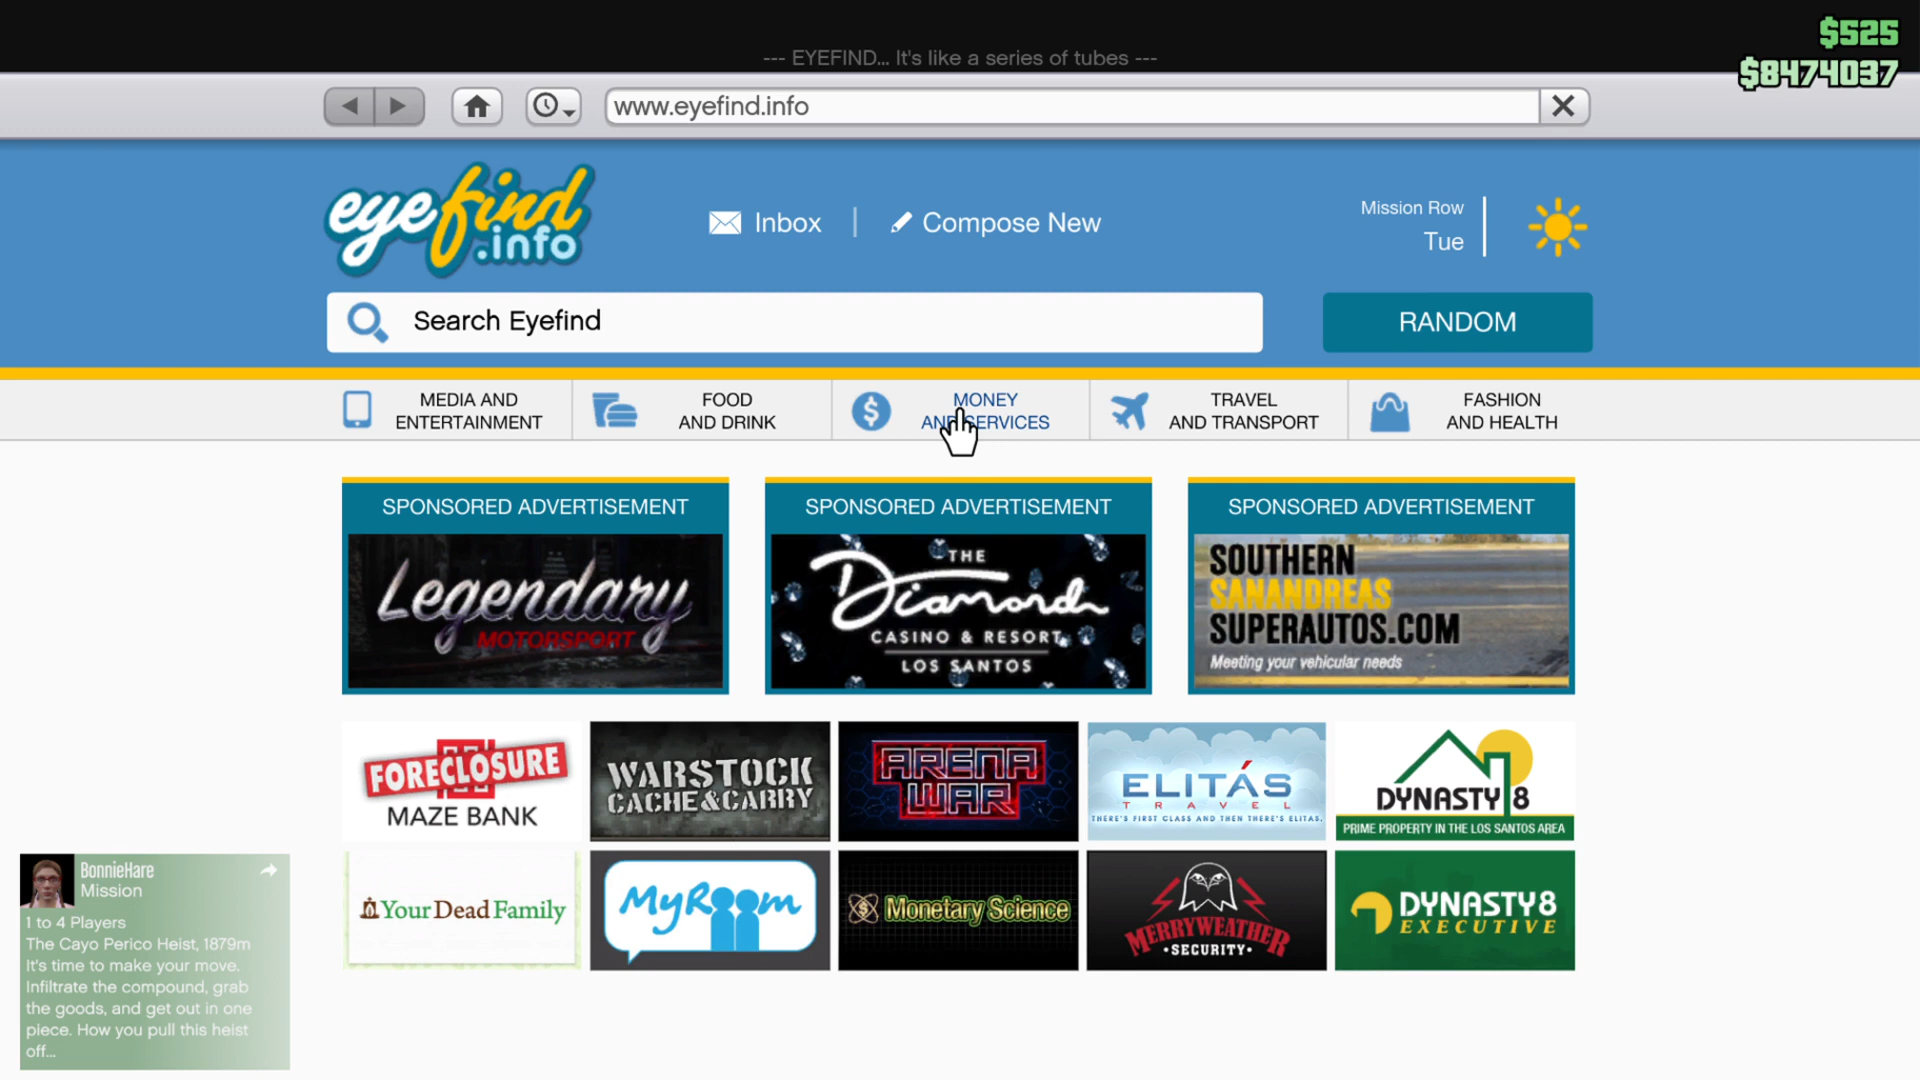 $525
--- EYEFIND... It's like a series of tubes ---
$8474037
www.eyefind.info
eyefind
.info
Inbox
Compose New
Mission Row
Tue
Search Eyefind
RANDOM
MEDIA AND
ENTERTAINMENT
FOOD
AND DRINK
MONEY
AND SERVICES
TRAVEL
AND TRANSPORT
FASHION
AND HEALTH
SPONSORED ADVERTISEMENT
Legendary
MOTORSPORT
SPONSORED ADVERTISEMENT
THE
Diamond
CASINO & RESORT
LOS SANTOS
SPONSORED ADVERTISEMENT
SOUTHERN
SANANDREAS
SUPERAUTOS.COM
Meeting your vehicular needs
FORECLOSURE
MAZE BANK
WARSTOCK
CACHE&CARRY
ARENA
WAR
ELITÁS
TRAVEL
THERE'S FIRST CLASS AND THEN THERE'S ELITAS.
DYNASTY 8
PRIME PROPERTY IN THE LOS SANTOS AREA
Your Dead Family
MyRoom
Monetary Science
MERRYWEATHER
•SECURITY•
DYNASTY8
EXECUTIVE
BonnieHare
Mission
1 to 4 Players
The Cayo Perico Heist, 1879m
It's time to make your move.
Infiltrate the compound, grab
the goods, and get out in one
piece. How you pull this heist
off...